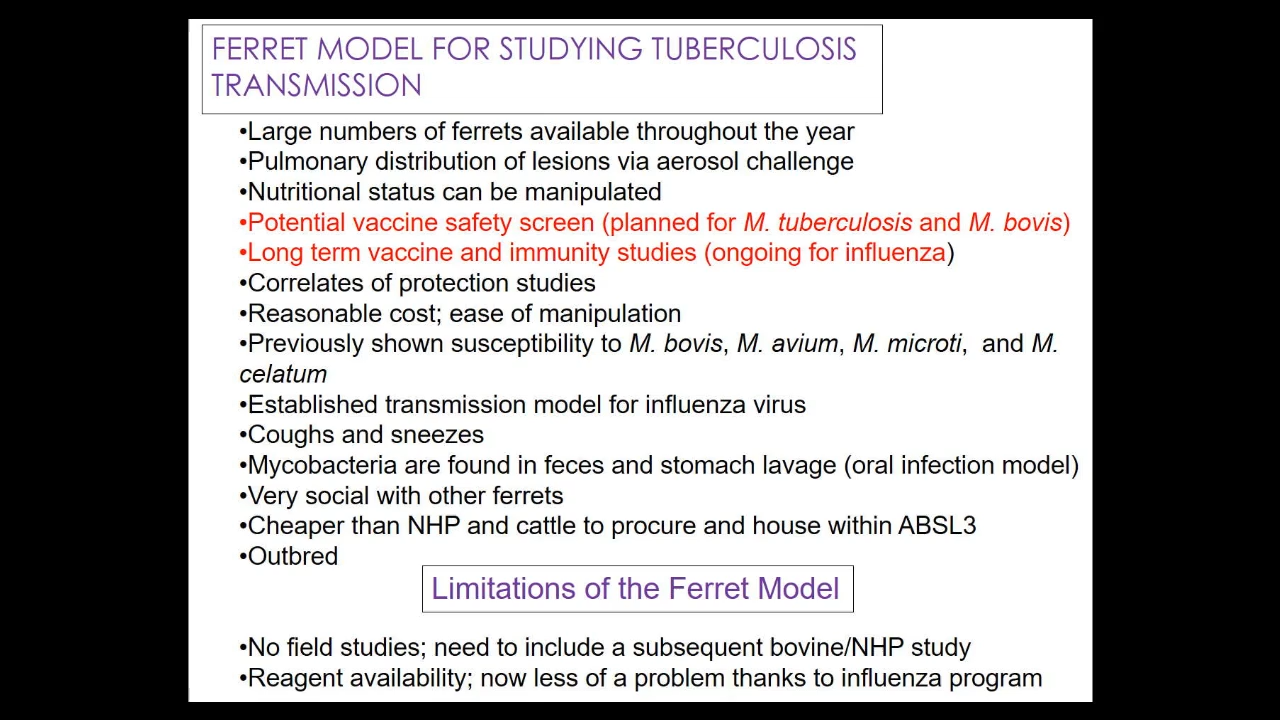 FERRET MODEL FOR STUDYING TUBERCULOSIS
TRANSMISSION
•Large numbers of ferrets available throughout the year
•Pulmonary distribution of lesions via aerosol challenge
•Nutritional status can be manipulated
•Potential vaccine safety screen (planned for M. tuberculosis and M. bovis)
•Long term vaccine and immunity studies (ongoing for influenza)
•Correlates of protection studies
•Reasonable cost; ease of manipulation
•Previously shown susceptibility to M. bovis, M. avium, M. microti,  and M.
celatum
•Established transmission model for influenza virus
•Coughs and sneezes
•Mycobacteria are found in feces and stomach lavage (oral infection model)
•Very social with other ferrets
•Cheaper than NHP and cattle to procure and house within ABSL3
•Outbred
Limitations of the Ferret Model
•No field studies; need to include a subsequent bovine/NHP study
•Reagent availability; now less of a problem thanks to influenza program